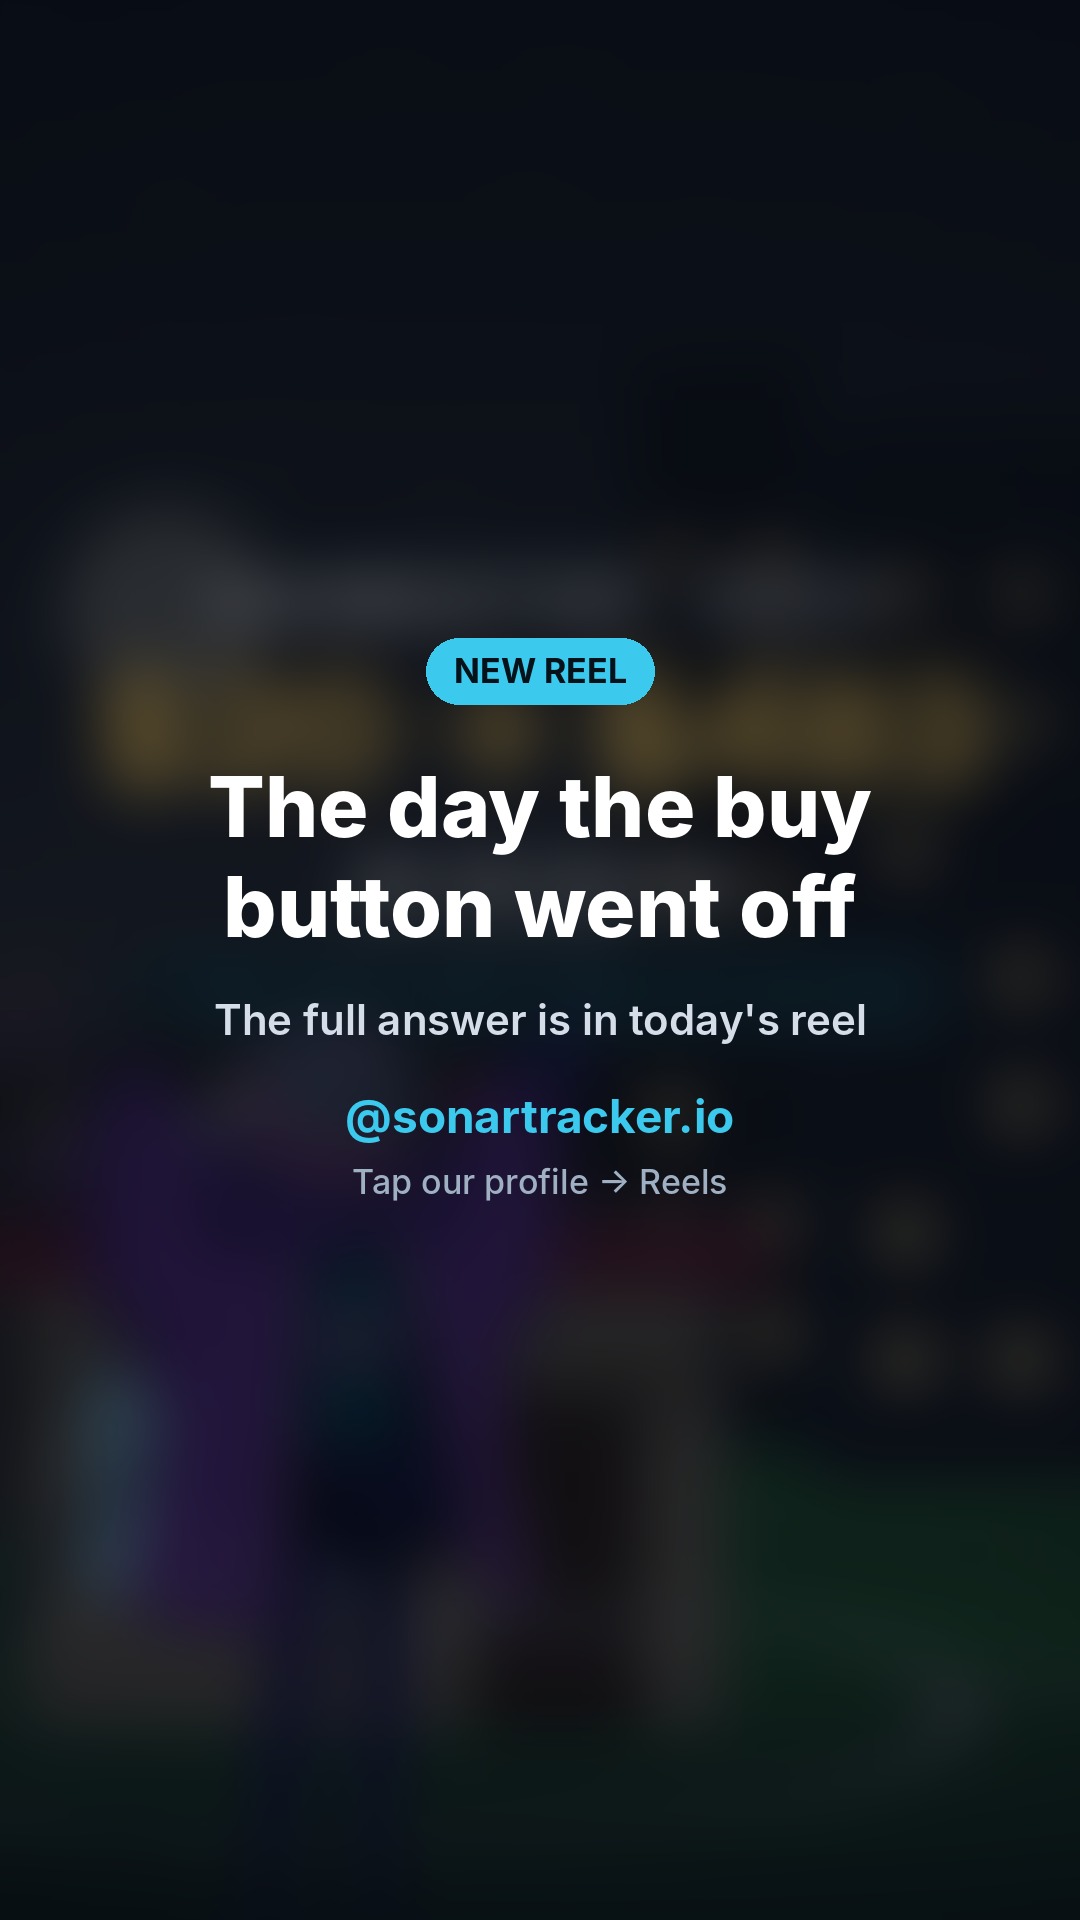 NEW REEL
The day the buy
button went off
The full answer is in today's reel
@sonartracker.io
Tap our profile → Reels